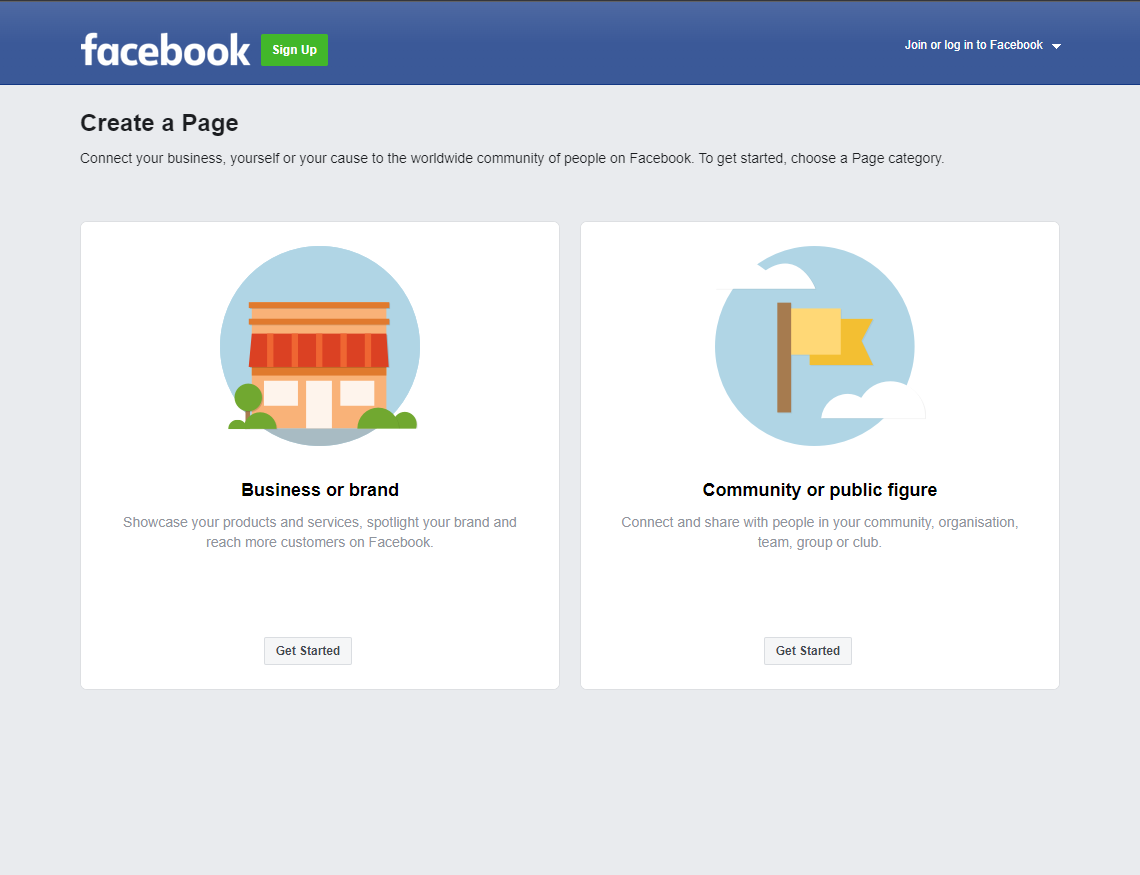 facebook
Sign Up
Join or log in to Facebook
Create a Page
Connect your business, yourself or your cause to the worldwide community of people on Facebook. To get started, choose a Page category.
Business or brand
Showcase your products and services, spotlight your brand and
reach more customers on Facebook.
Get Started
Community or public figure
Connect and share with people in your community, organisation,
team, group or club.
Get Started